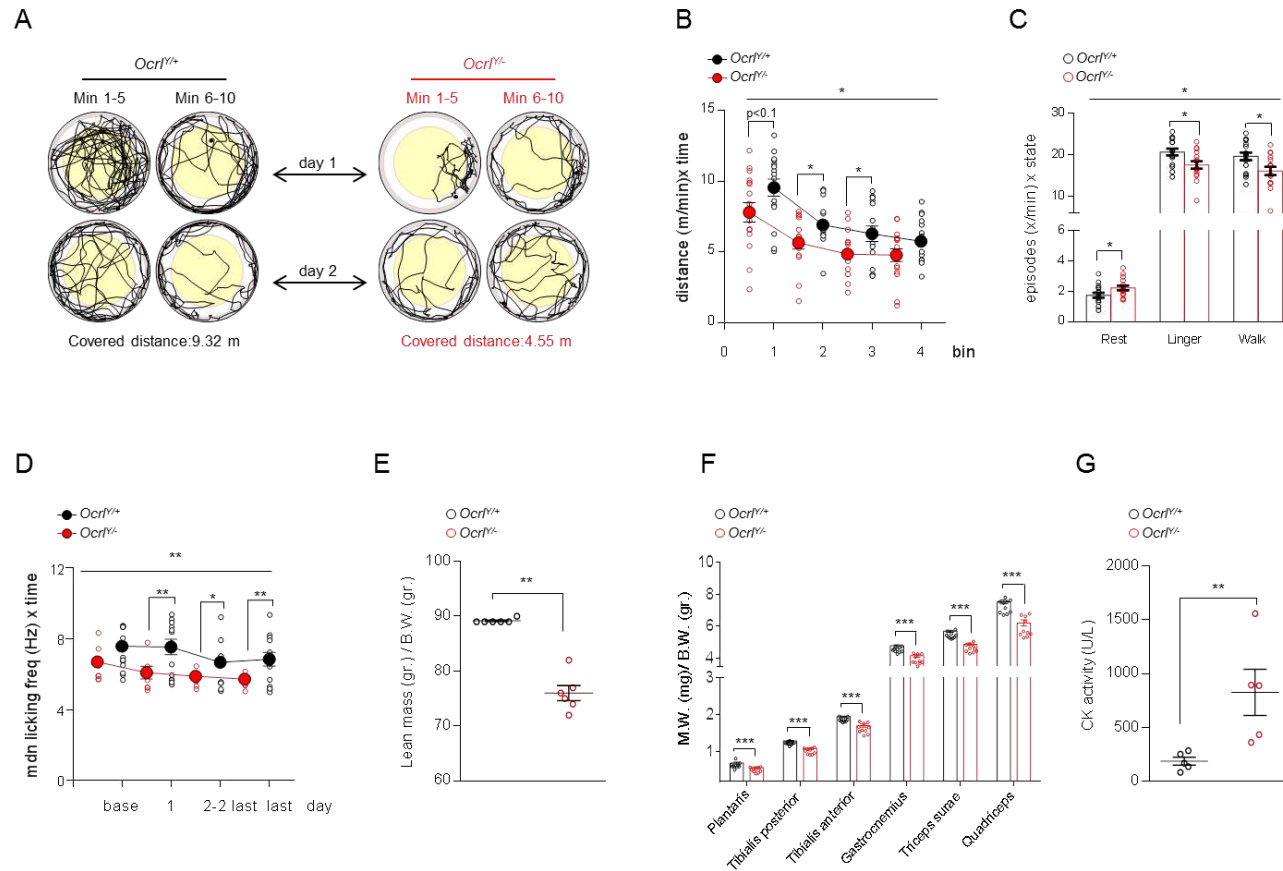 A
Ocrl^Y/+
Ocrl^Y/-
Min 1-5
Min 6-10
Min 1-5
Min 6-10
day 1
day 2
Covered distance:9.32 m
Covered distance:4.55 m
B
Ocrl^Y/+
Ocrl^Y/-
*
p<0.1
*
*
distance (m/min)x time
15
10
5
0
0
1
2
3
4
bin
C
Ocrl^Y/+
Ocrl^Y/-
*
*
*
*
episodes (x/min) x state
30
20
10
6
4
2
0
Rest
Linger
Walk
D
Ocrl^Y/+
Ocrl^Y/-
**
**
*
**
mdn licking freq (Hz) x time
12
8
4
0
base
1
2-2 last
last
day
E
Ocrl^Y/+
Ocrl^Y/-
**
Lean mass (gr.) / B.W. (gr.)
100
90
80
70
60
F
Ocrl^Y/+
Ocrl^Y/-
***
***
***
***
***
***
M.W. (mg)/ B.W. (gr.)
10
8
6
4
3
2
1
Plantaris
Tibialis posterior
Tibialis anterior
Gastrocnemius
Triceps surae
Quadriceps
G
Ocrl^Y/+
Ocrl^Y/-
**
CK activity (U/L)
2000
1500
1000
500
0